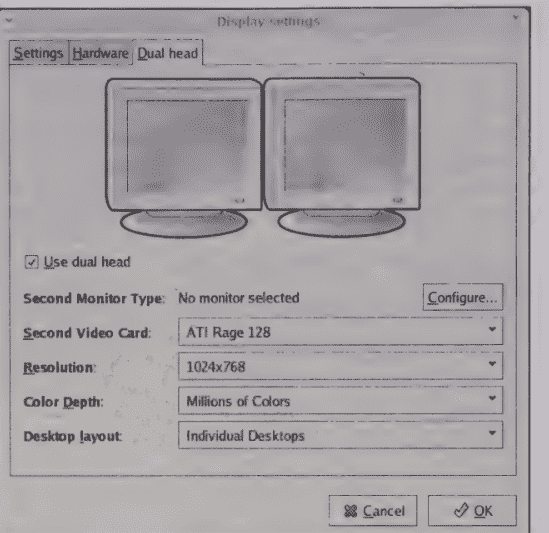 Display settings
Settings Hardware Dual head
Use dual head
Second Monitor Type: No monitor selected Configure...
Second Video Card: ATI Rage 128
Resolution: 1024x768
Color Depth: Millions of Colors
Desktop layout: Individual Desktops
Cancel OK